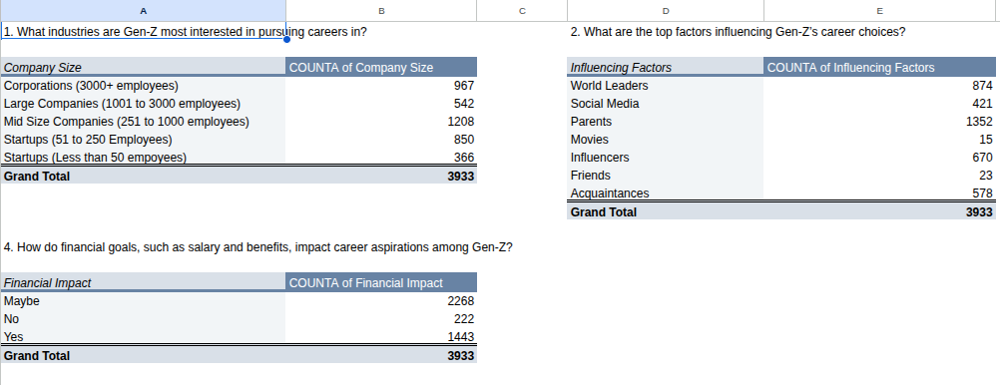 A B C D E
1. What industries are Gen-Z most interested in pursuing careers in? 2. What are the top factors influencing Gen-Z's career choices?
Company Size COUNTA of Company Size Influencing Factors COUNTA of Influencing Factors
Corporations (3000+ employees) 967 World Leaders 874
Large Companies (1001 to 3000 employees) 542 Social Media 421
Mid Size Companies (251 to 1000 employees) 1208 Parents 1352
Startups (51 to 250 Employees) 850 Movies 15
Startups (Less than 50 empoyees) 366 Influencers 670
Grand Total 3933 Friends 23
Acquaintances 578
Grand Total 3933
4. How do financial goals, such as salary and benefits, impact career aspirations among Gen-Z?
Financial Impact COUNTA of Financial Impact
Maybe 2268
No 222
Yes 1443
Grand Total 3933